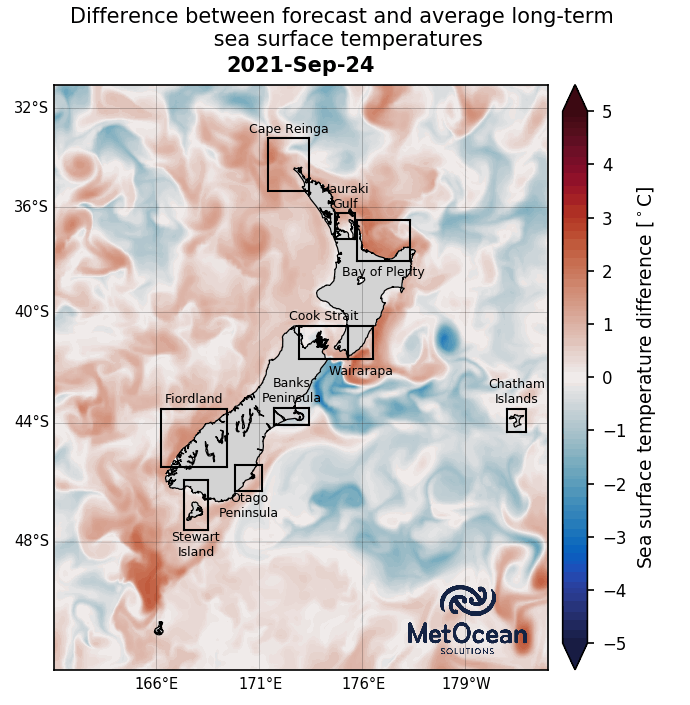 Difference between forecast and average long-term
sea surface temperatures
2021-Sep-24
32°S
36°S
40°S
44°S
48°S
Cape Reinga
Hauraki
Gulf
Bay of Plenty
Cook Strait
Wairarapa
Banks
Peninsula
Chatham
Islands
Fiordland
Otago
Peninsula
Stewart
Island
MetOcean
SOLUTIONS
166°E
171°E
176°E
179°W
5
4
3
2
1
0
−1
−2
−3
−4
−5
Sea surface temperature difference [°C]